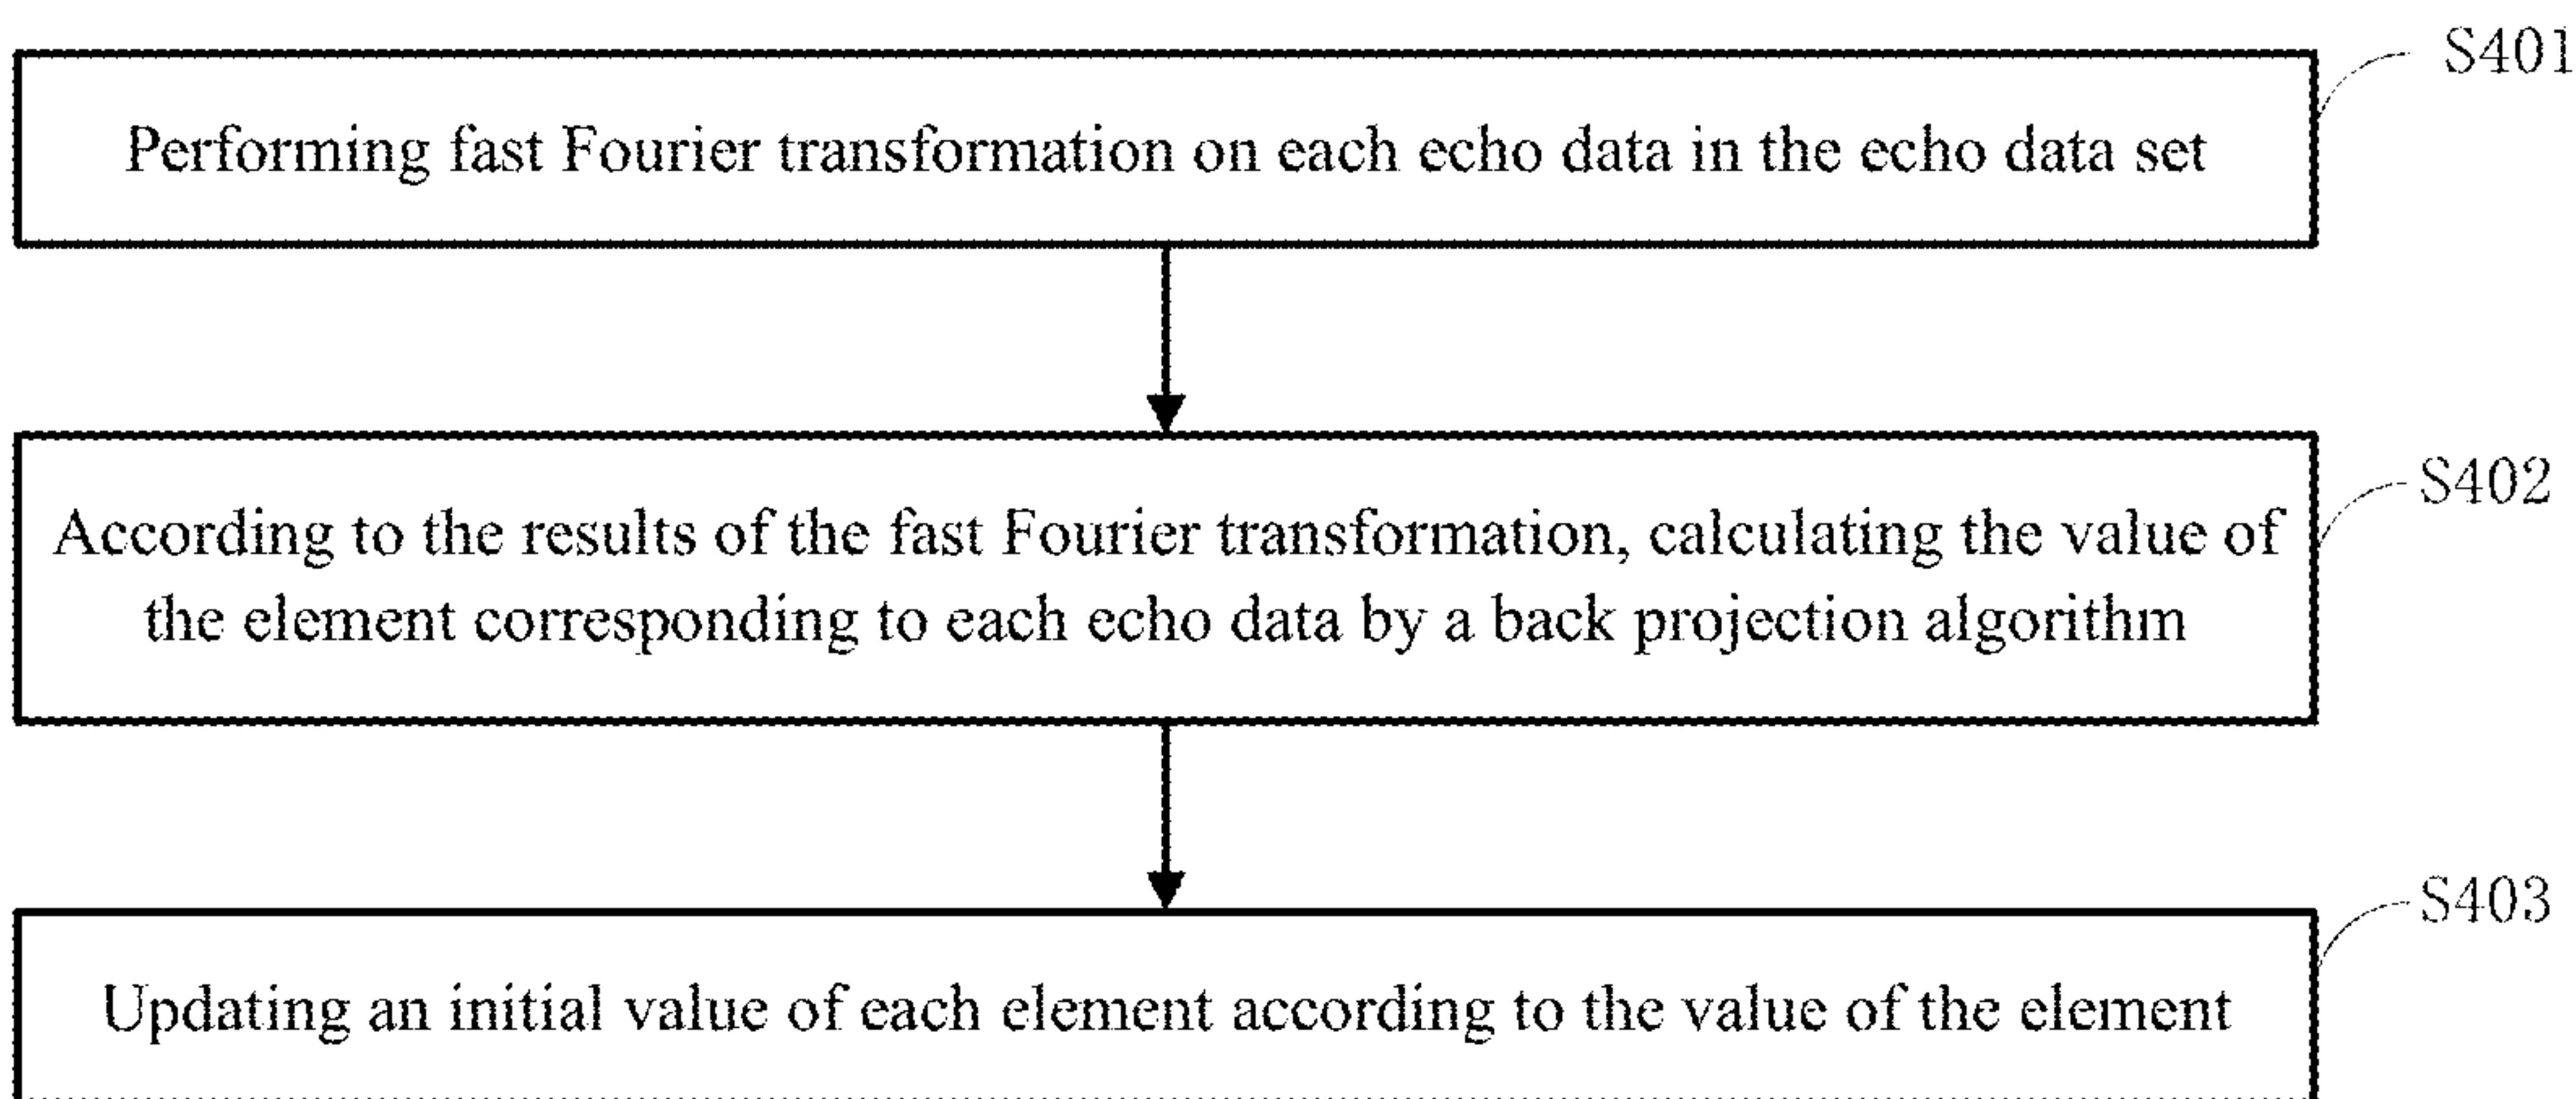 S401
Performing fast Fourier transformation on each echo data in the echo data set
S402
According to the results of the fast Fourier transformation, calculating the value of
the element corresponding to each echo data by a back projection algorithm
S403
Updating an initial value of each element according to the value of the element